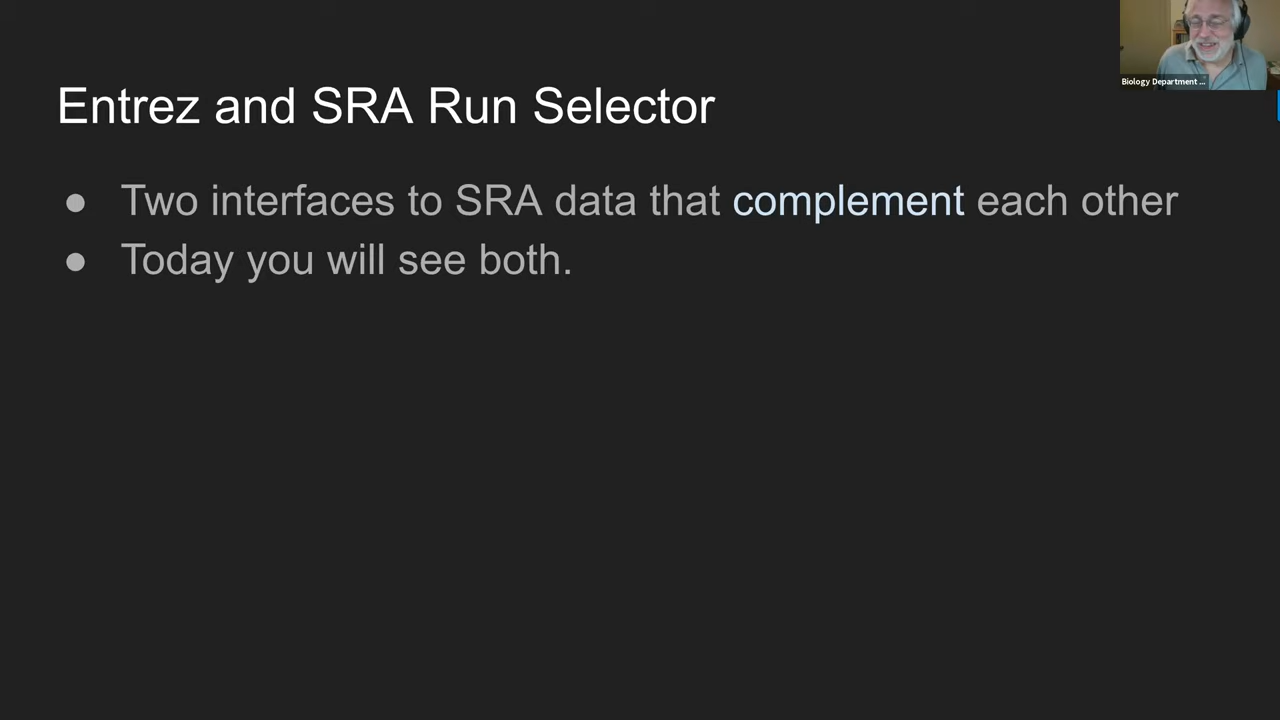 Biology Department ...
Entrez and SRA Run Selector
● Two interfaces to SRA data that complement each other
● Today you will see both.